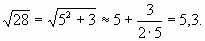 √28 = √(5² + 3) ≈ 5 + 3/(2·5) = 5,3.